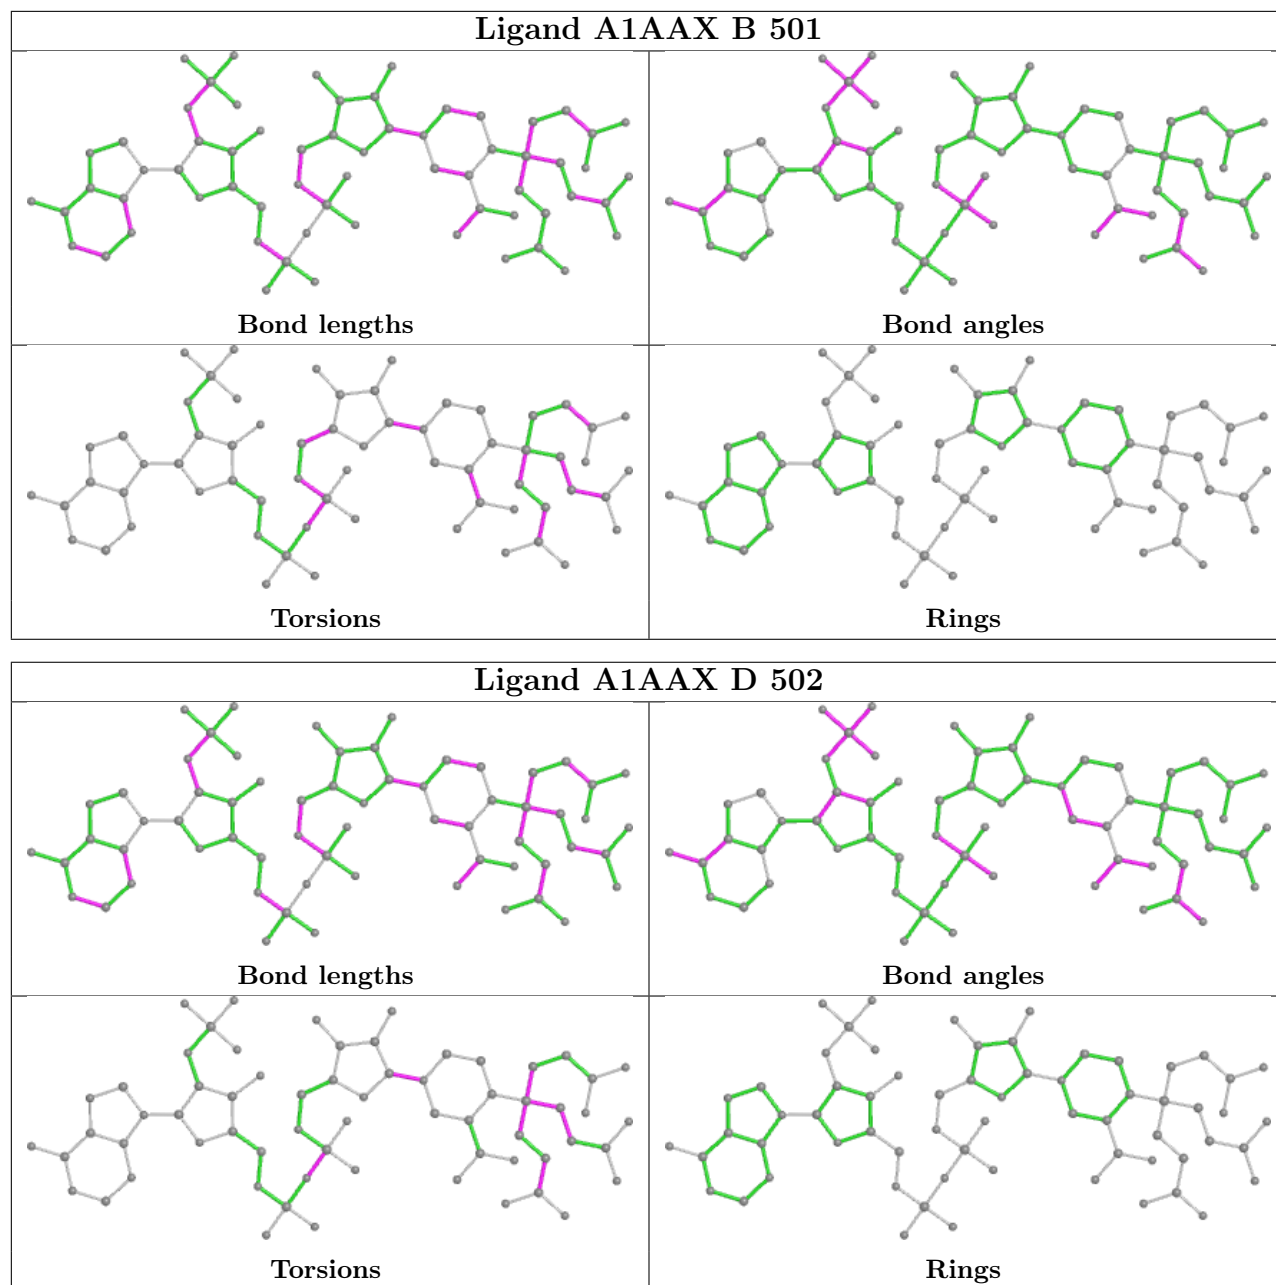 Ligand A1AAX B 501
Bond lengths
Bond angles
Torsions
Rings
Ligand A1AAX D 502
Bond lengths
Bond angles
Torsions
Rings